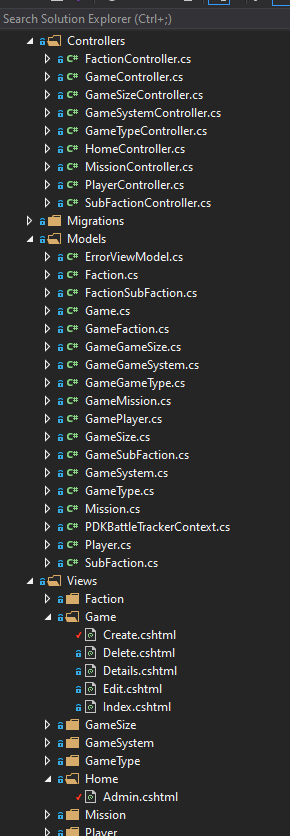 Search Solution Explorer (Ctrl+;)
Controllers
C# FactionController.cs
C# GameController.cs
C# GameSizeController.cs
C# GameSystemController.cs
C# GameTypeController.cs
C# HomeController.cs
C# MissionController.cs
C# PlayerController.cs
C# SubFactionController.cs
Migrations
Models
C# ErrorViewModel.cs
C# Faction.cs
C# FactionSubFaction.cs
C# Game.cs
C# GameFaction.cs
C# GameGameSize.cs
C# GameGameSystem.cs
C# GameGameType.cs
C# GameMission.cs
C# GamePlayer.cs
C# GameSize.cs
C# GameSubFaction.cs
C# GameSystem.cs
C# GameType.cs
C# Mission.cs
C# PDKBattleTrackerContext.cs
C# Player.cs
C# SubFaction.cs
Views
Faction
Game
Create.cshtml
Delete.cshtml
Details.cshtml
Edit.cshtml
Index.cshtml
GameSize
GameSystem
GameType
Home
Admin.cshtml
Mission
Player